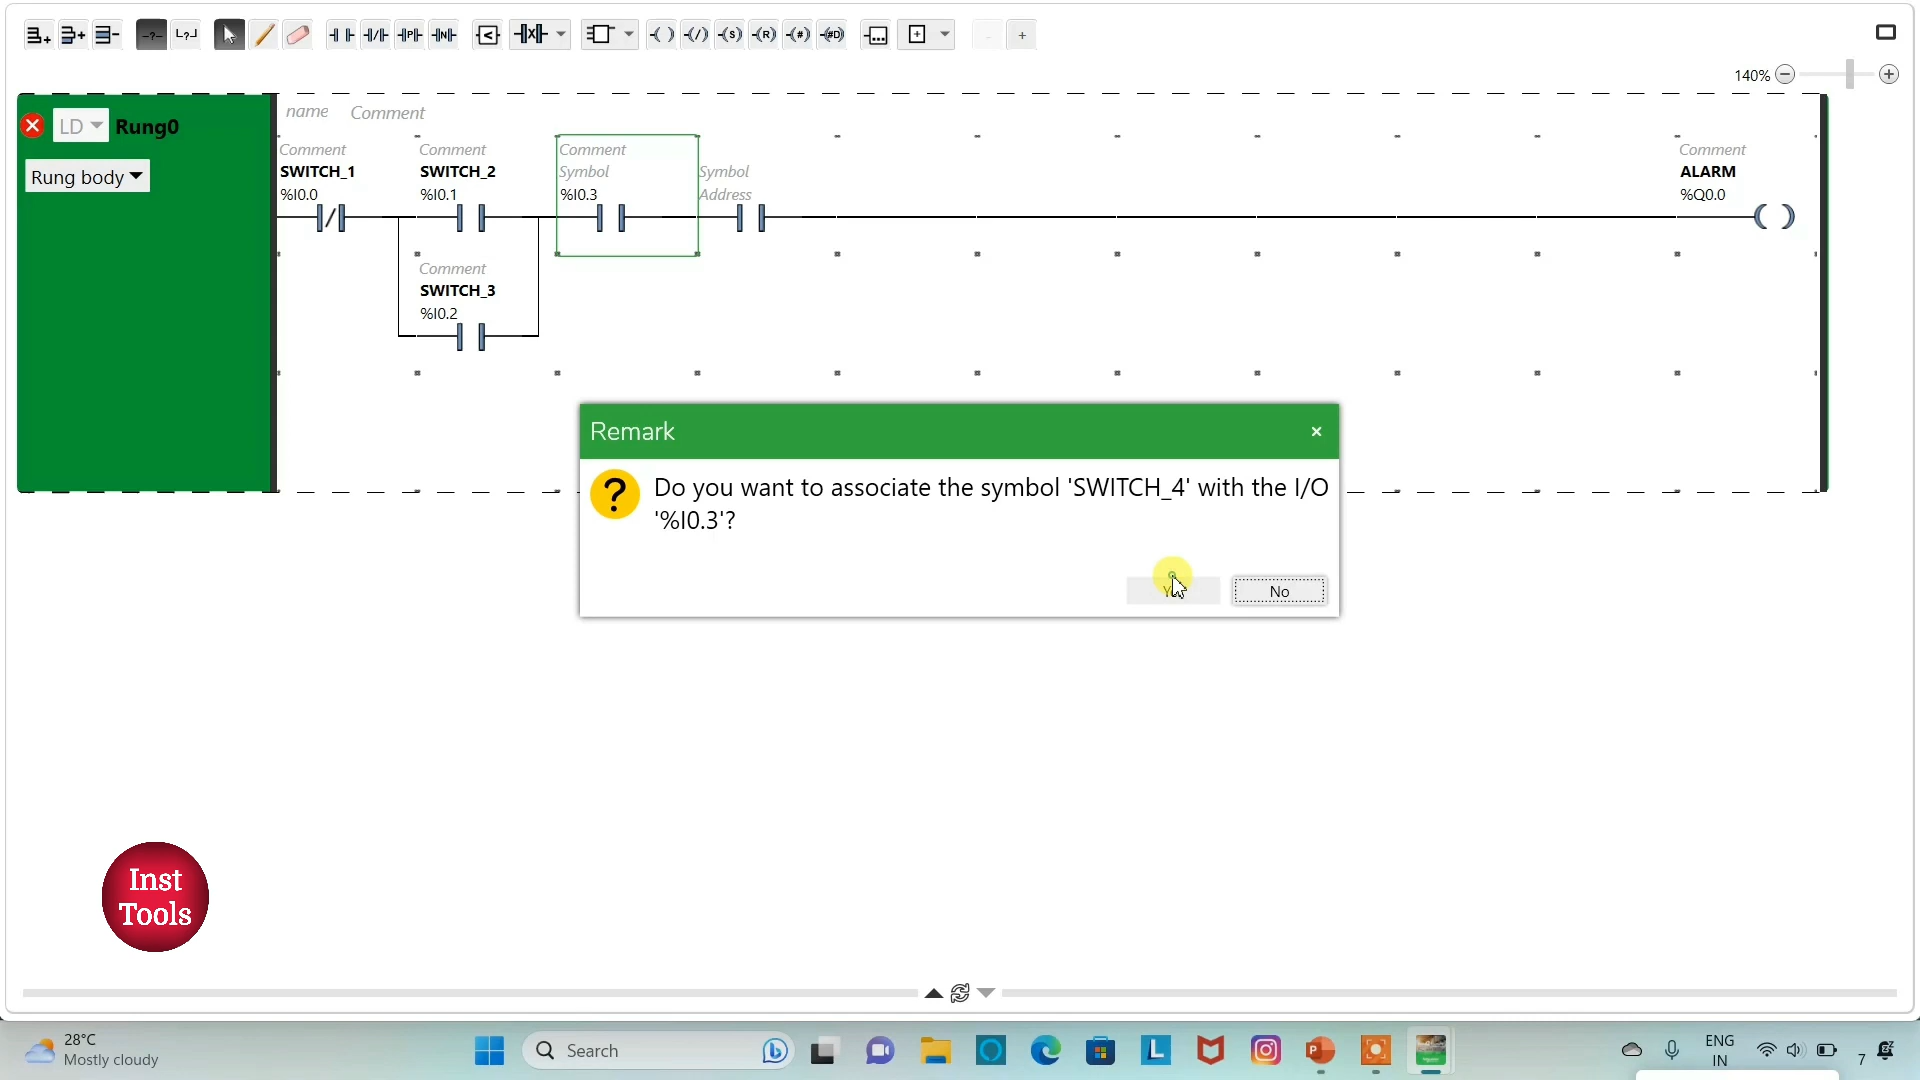 140%
LD Rung0
Rung body
name Comment
Comment
SWITCH_1
%I0.0
Comment
SWITCH_2
%I0.1
Comment
Symbol
%I0.3
Symbol
Address
Comment
ALARM
%Q0.0
Comment
SWITCH_3
%I0.2
Remark
Do you want to associate the symbol 'SWITCH_4' with the I/O
'%I0.3'?
No
Inst
Tools
28°C
Mostly cloudy
Search
ENG
IN
7